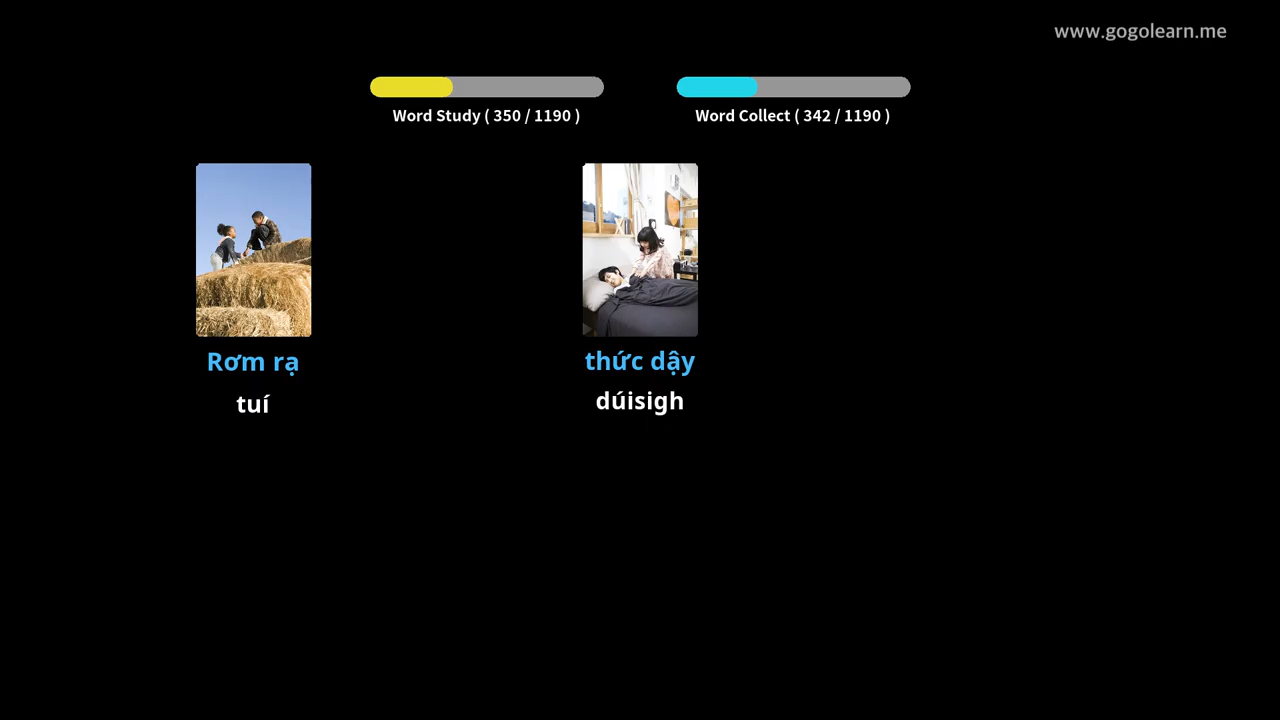 www.gogolearn.me
Word Study ( 350 / 1190 )
Word Collect ( 342 / 1190 )
Rơm rạ
tuí
thức dậy
dúisigh